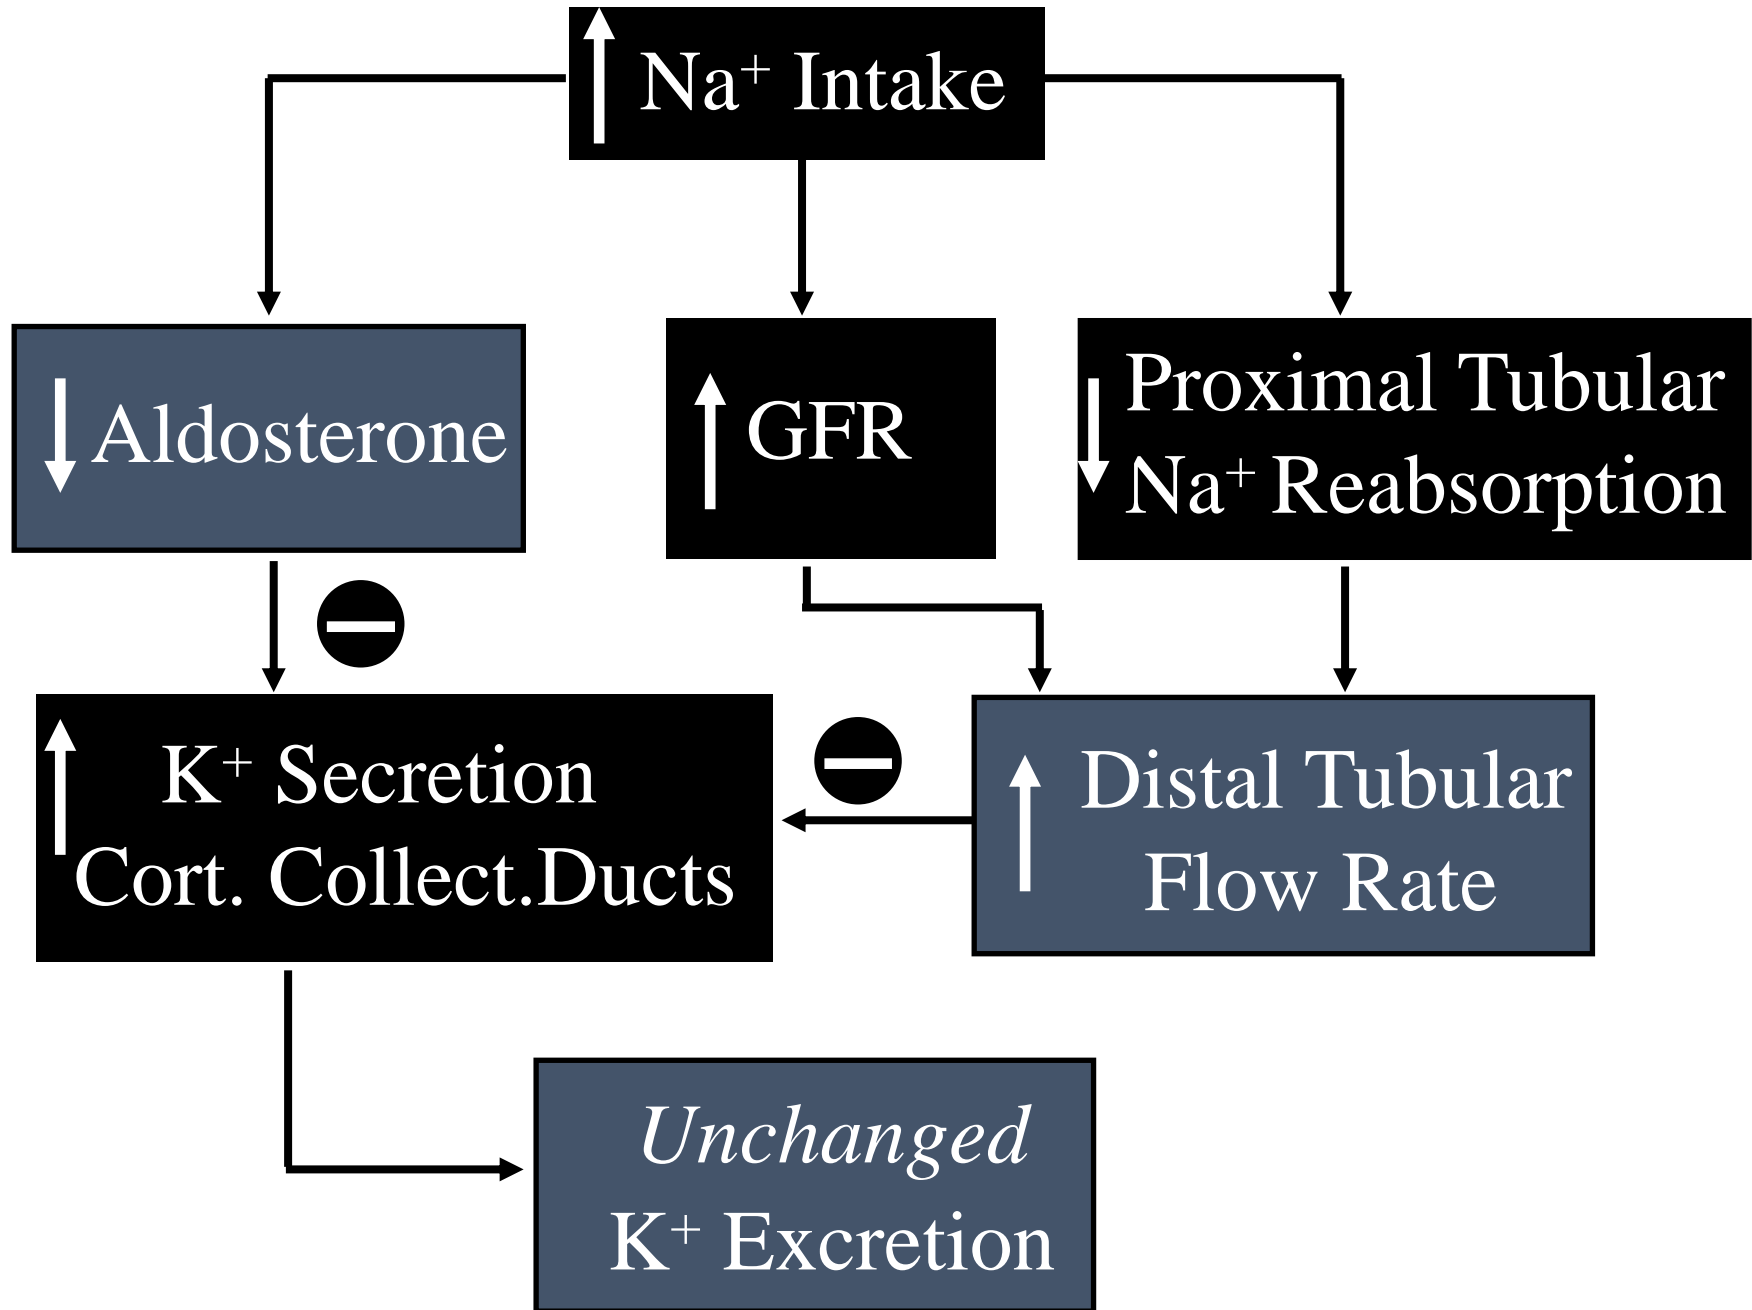 Na⁺ Intake
Aldosterone
GFR
Proximal Tubular
Na⁺ Reabsorption
K⁺ Secretion
Cort. Collect.Ducts
Distal Tubular
Flow Rate
Unchanged
K⁺ Excretion